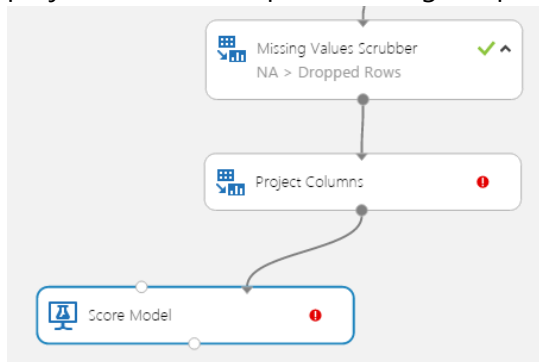 Missing Values Scrubber
NA > Dropped Rows
Project Columns
Score Model